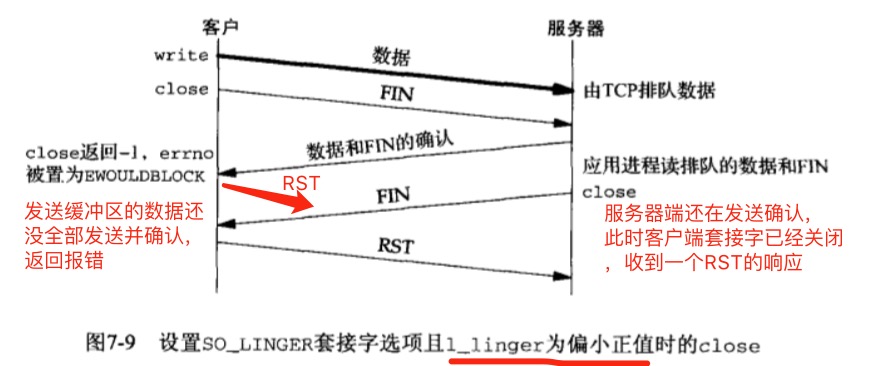 客户
服务器
write
数据
close
FIN
由TCP排队数据
数据和FIN的确认
close返回-1，errno
被置为EWOULDBLOCK
应用进程读排队的数据和FIN
close
RST
FIN
发送缓冲区的数据还
没全部发送并确认,
返回报错
服务器端还在发送确认,
此时客户端套接字已经关闭
，收到一个RST的响应
RST
图7-9 设置SO_LINGER套接字选项且l_linger为偏小正值时的close